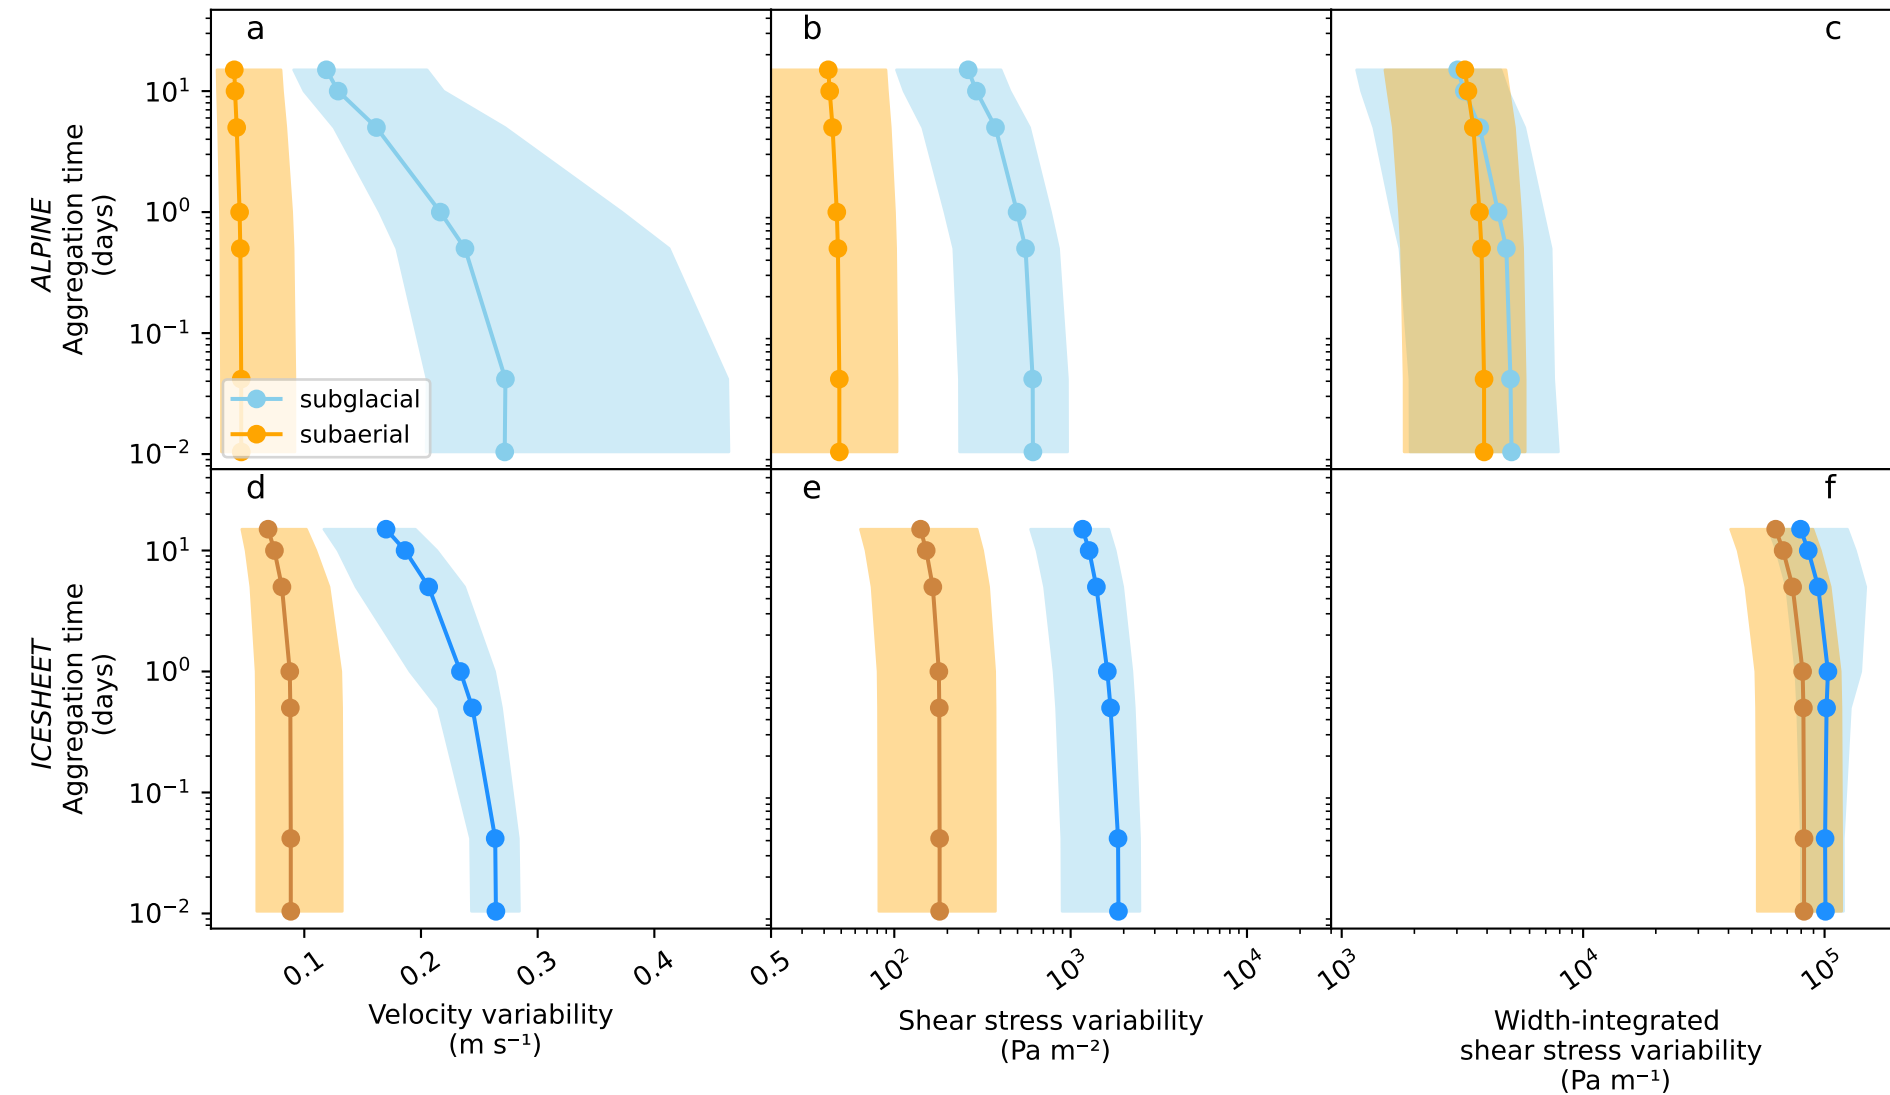 a
b
c
ALPINE
Aggregation time
(days)
10¹
10⁰
10⁻¹
10⁻²
subglacial
subaerial
d
e
f
ICESHEET
Aggregation time
(days)
10¹
10⁰
10⁻¹
10⁻²
0.1 0.2 0.3 0.4 0.5
10² 10³ 10⁴
10³ 10⁴ 10⁵
Velocity variability
(m s⁻¹)
Shear stress variability
(Pa m⁻²)
Width-integrated
shear stress variability
(Pa m⁻¹)